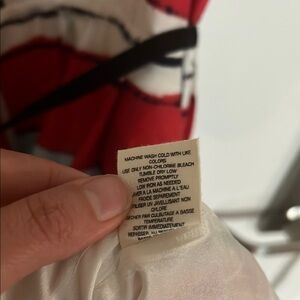 MACHINE WASH COLD WITH LIKE
COLORS
USE ONLY NON-CHLORINE BLEACH
TUMBLE DRY LOW
REMOVE PROMPTLY
LOW IRON AS NEEDED
LAVER A LA MACHINE A L'EAU
FROIDE SEPAREMENT
UTILISER UN JAVELLISANT NON
CHLORE
SECHER PAR CULBUTAGE A BASSE
TEMPERATURE
SORTIR IMMEDIATEMENT